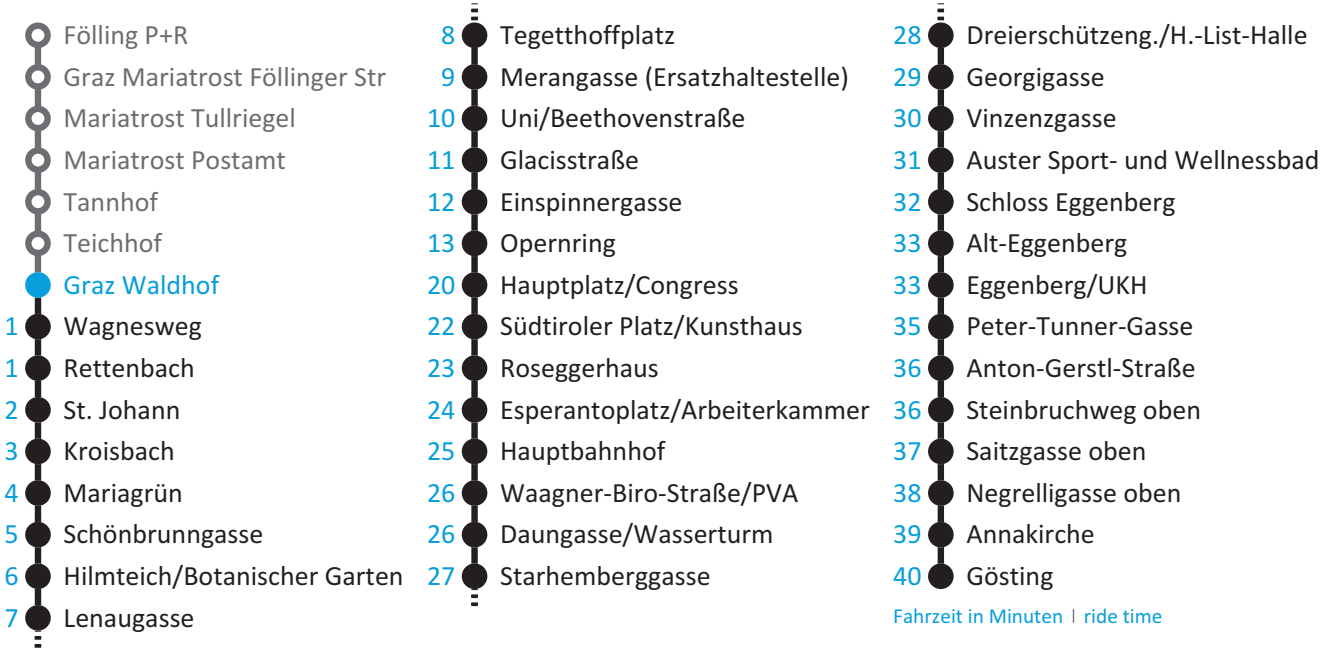 Fölling P+R
Graz Mariatrost Föllinger Str
Mariatrost Tullriegel
Mariatrost Postamt
Tannhof
Teichhof
Graz Waldhof
1 Wagnesweg
1 Rettenbach
2 St. Johann
3 Kroisbach
4 Mariagrün
5 Schönbrunngasse
6 Hilmteich/Botanischer Garten
7 Lenaugasse
8 Tegetthoffplatz
9 Merangasse (Ersatzhaltestelle)
10 Uni/Beethovenstraße
11 Glacisstraße
12 Einspinnergasse
13 Opernring
20 Hauptplatz/Congress
22 Südtiroler Platz/Kunsthaus
23 Roseggerhaus
24 Esperantoplatz/Arbeiterkammer
25 Hauptbahnhof
26 Waagner-Biro-Straße/PVA
26 Daungasse/Wasserturm
27 Starhemberggasse
28 Dreierschützeng./H.-List-Halle
29 Georgigasse
30 Vinzenzgasse
31 Auster Sport- und Wellnessbad
32 Schloss Eggenberg
33 Alt-Eggenberg
33 Eggenberg/UKH
35 Peter-Tunner-Gasse
36 Anton-Gerstl-Straße
36 Steinbruchweg oben
37 Saitzgasse oben
38 Negrelligasse oben
39 Annakirche
40 Gösting
Fahrzeit in Minuten | ride time